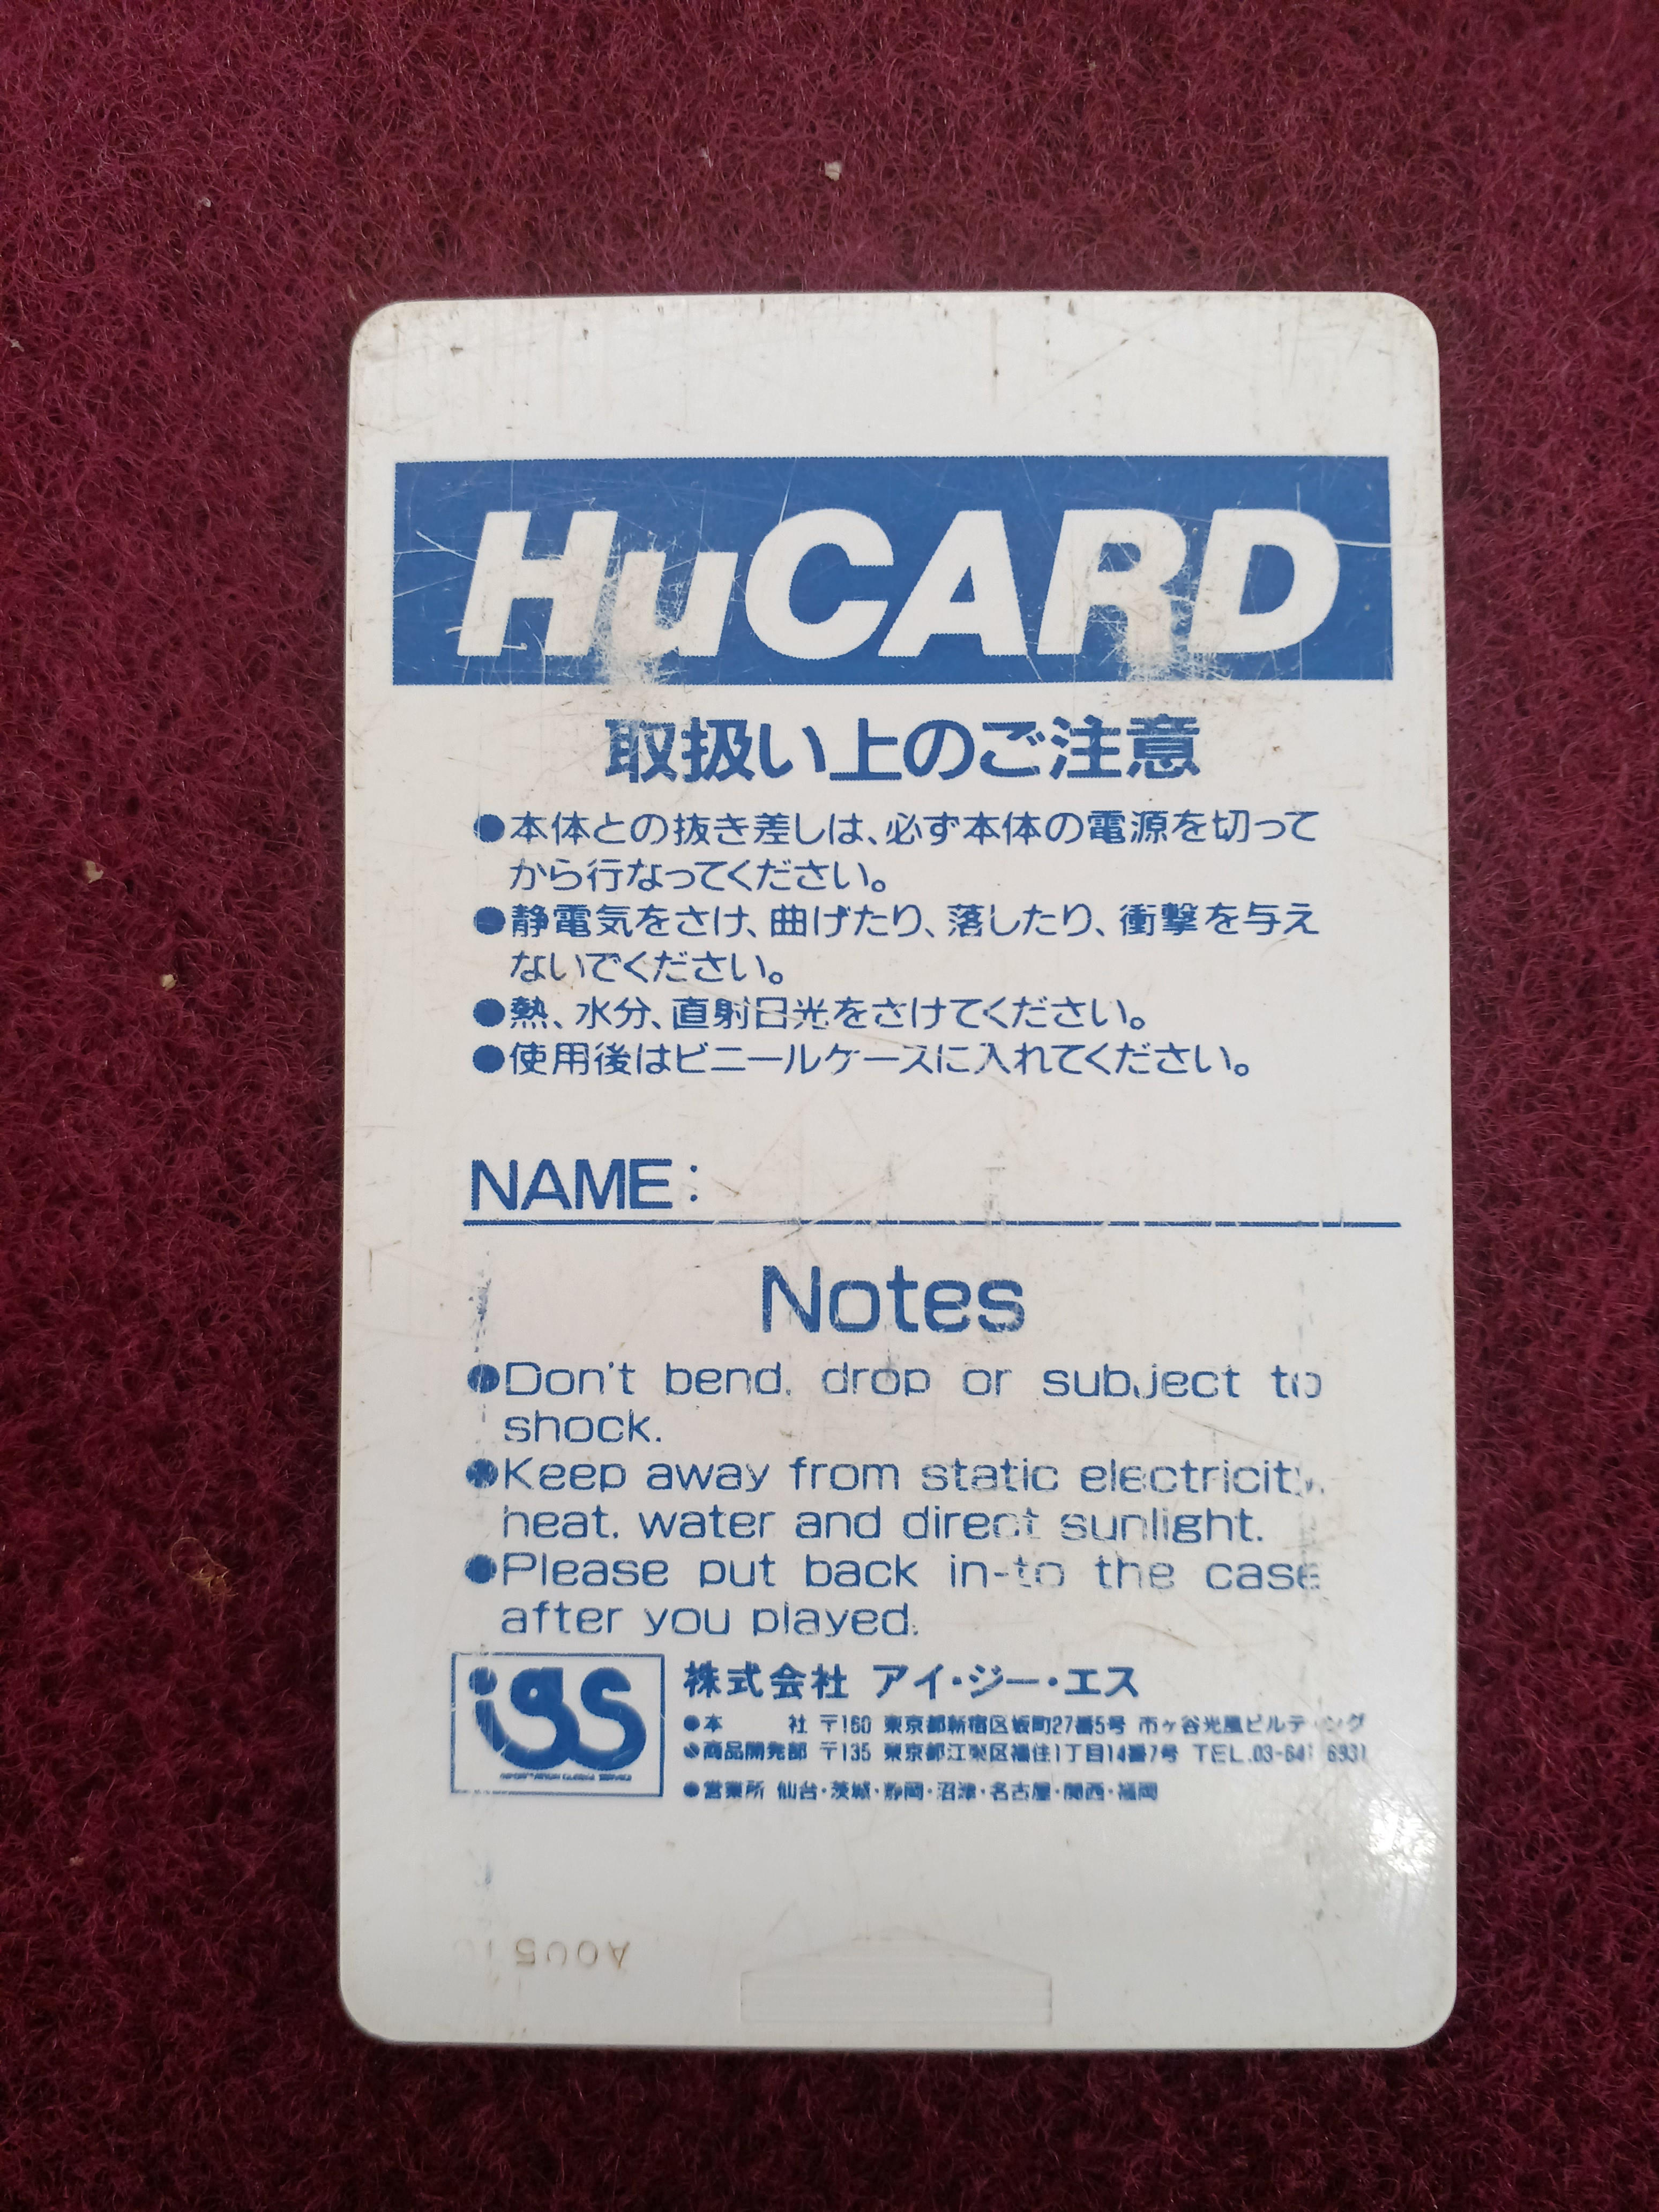 HuCARD
取扱い上のご注意
●本体との抜き差しは、必ず本体の電源を切って
から行なってください。
●静電気をさけ、曲げたり、落したり、衝撃を与え
ないでください。
●熱、水分、直射日光をさけてください。
●使用後はビニールケースに入れてください。
NAME:
Notes
●Don't bend, drop or subject to
shock.
●Keep away from static electricity,
heat, water and direct sunlight.
●Please put back in-to the case
after you played.
igs
株式会社 アイ・ジー・エス
●本 社 〒160 東京都新宿区坂町27番5号 市ヶ谷光風ビルディング
●商品開発部 〒135 東京都江東区福住1丁目14番7号 TEL.03-641-6931
●営業所 仙台・茨城・静岡・沼津・名古屋・関西・福岡